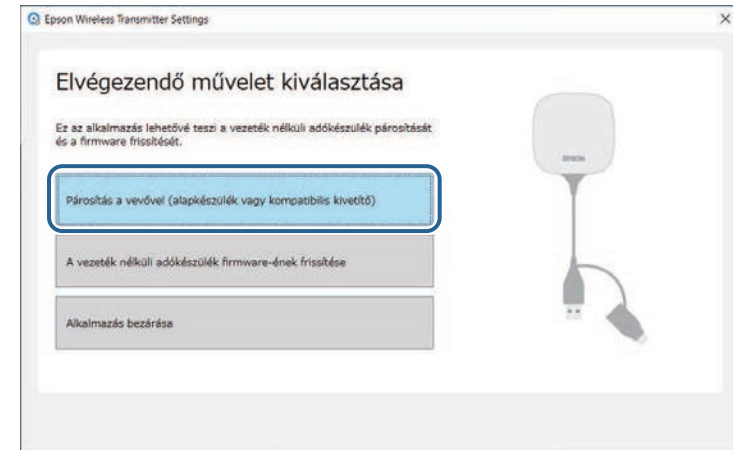 Epson Wireless Transmitter Settings
Elvégezendő művelet kiválasztása
Ez az alkalmazás lehetővé teszi a vezeték nélküli adókészülék párosítását
és a firmware frissítését.
Párosítás a vevővel (alapkészülék vagy kompatibilis kivetítő)
A vezeték nélküli adókészülék firmware-ének frissítése
Alkalmazás bezárása
EPSON